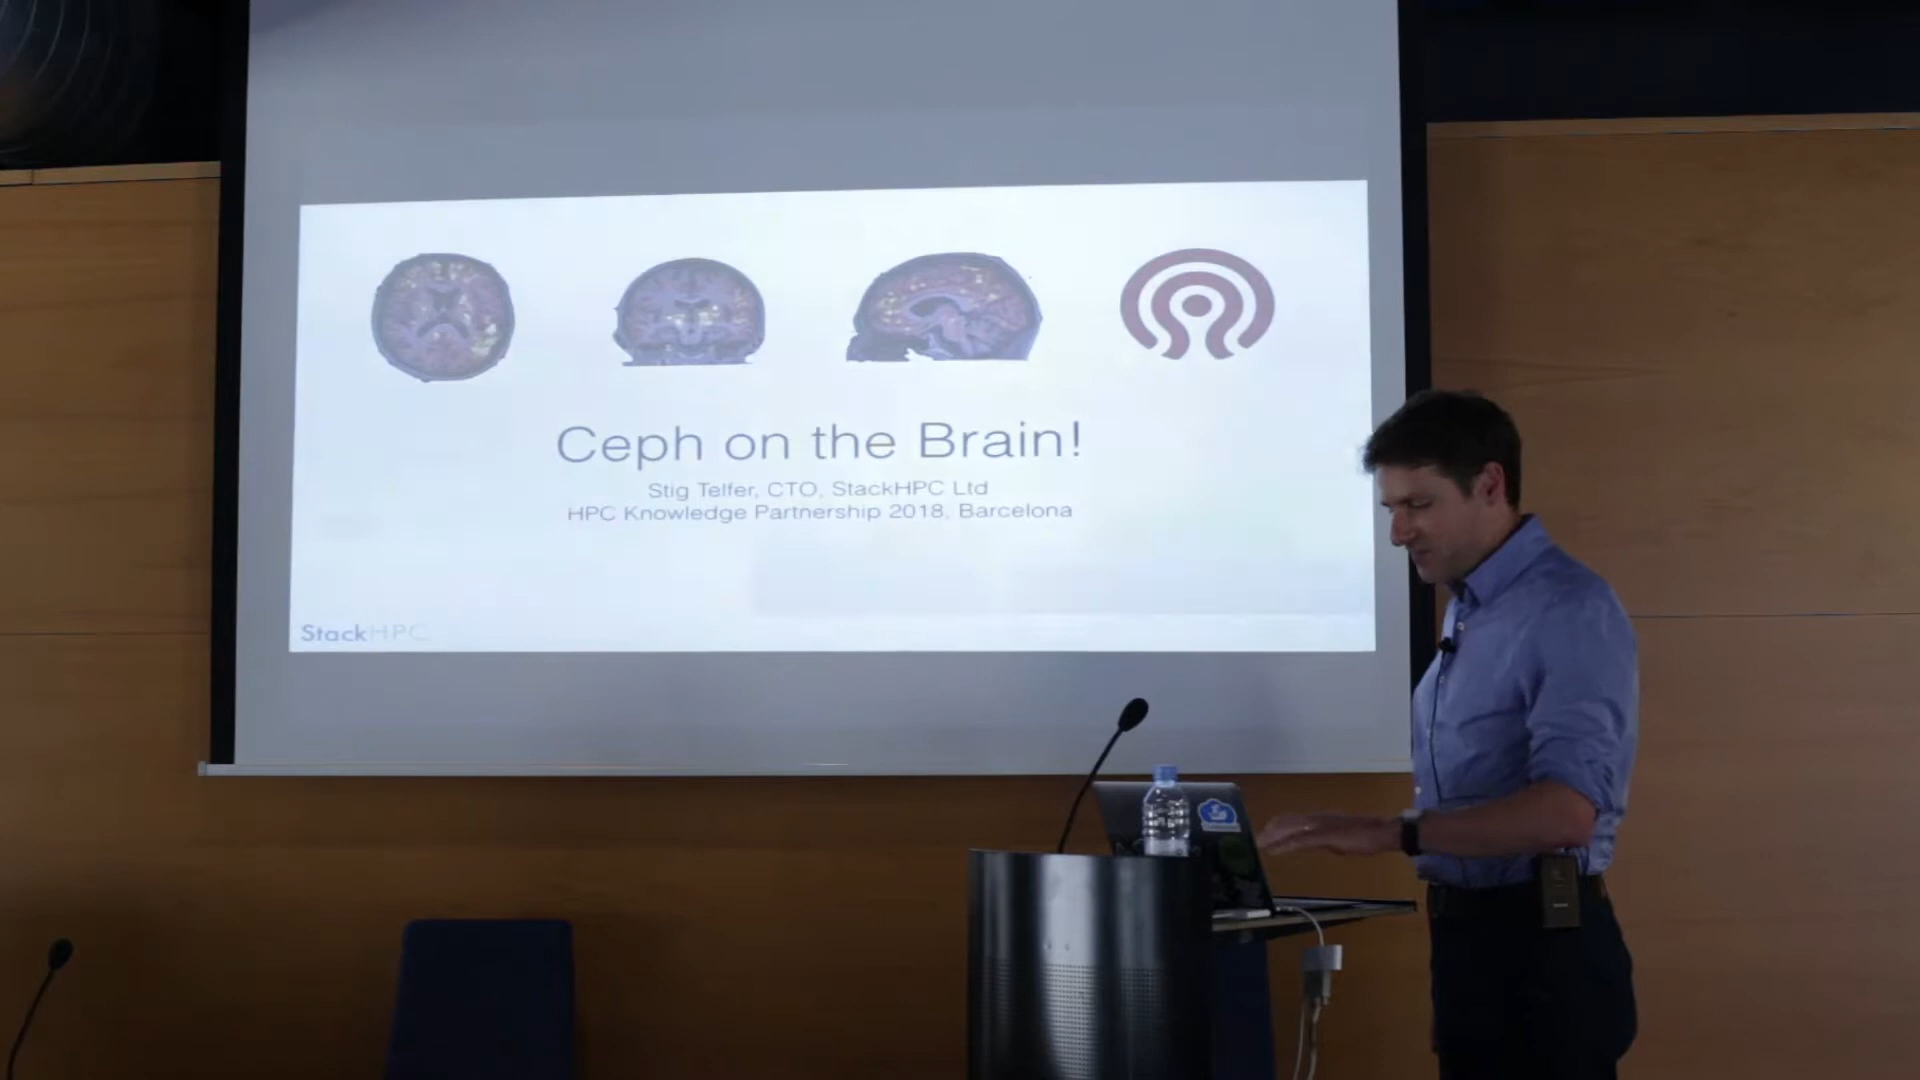 Ceph on the Brain!
Stig Telfer, CTO, StackHPC Ltd
HPC Knowledge Partnership 2018, Barcelona
StackHPC